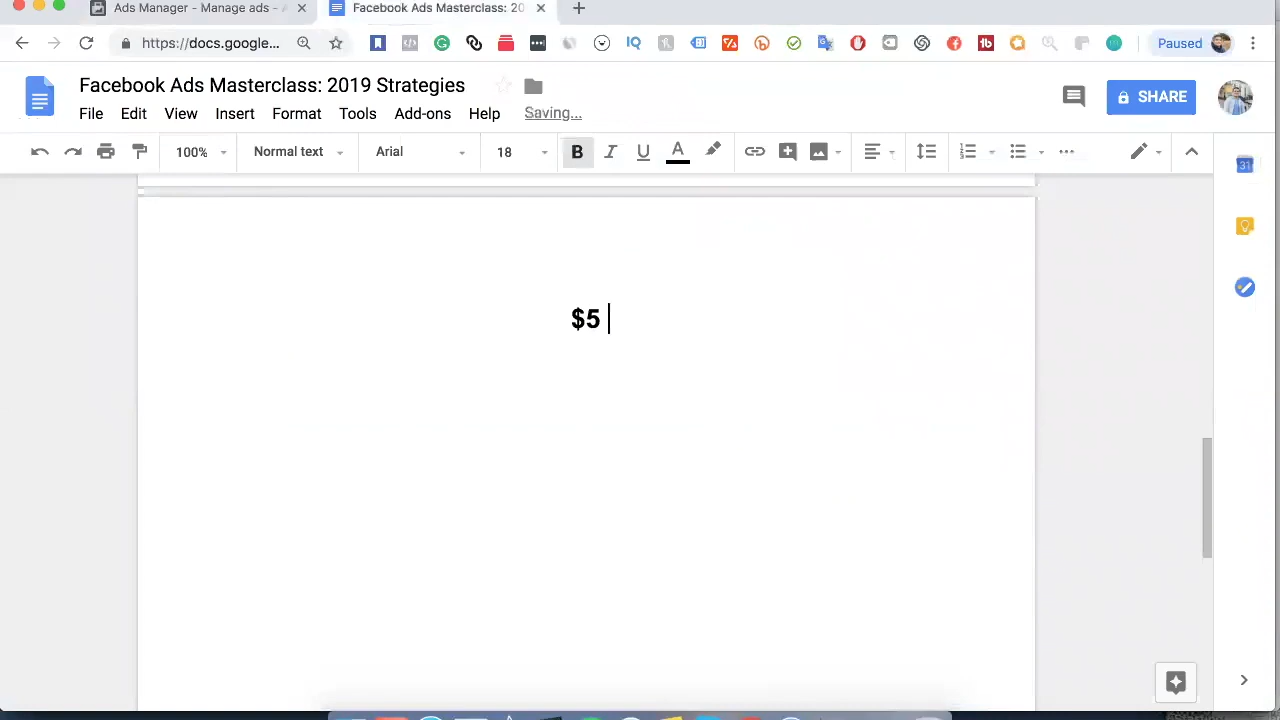 Ads Manager - Manage ads -
Facebook Ads Masterclass: 20
https://docs.google...
Paused
Facebook Ads Masterclass: 2019 Strategies
File Edit View Insert Format Tools Add-ons Help Saving...
SHARE
100% Normal text Arial 18 B I U A
31
$5